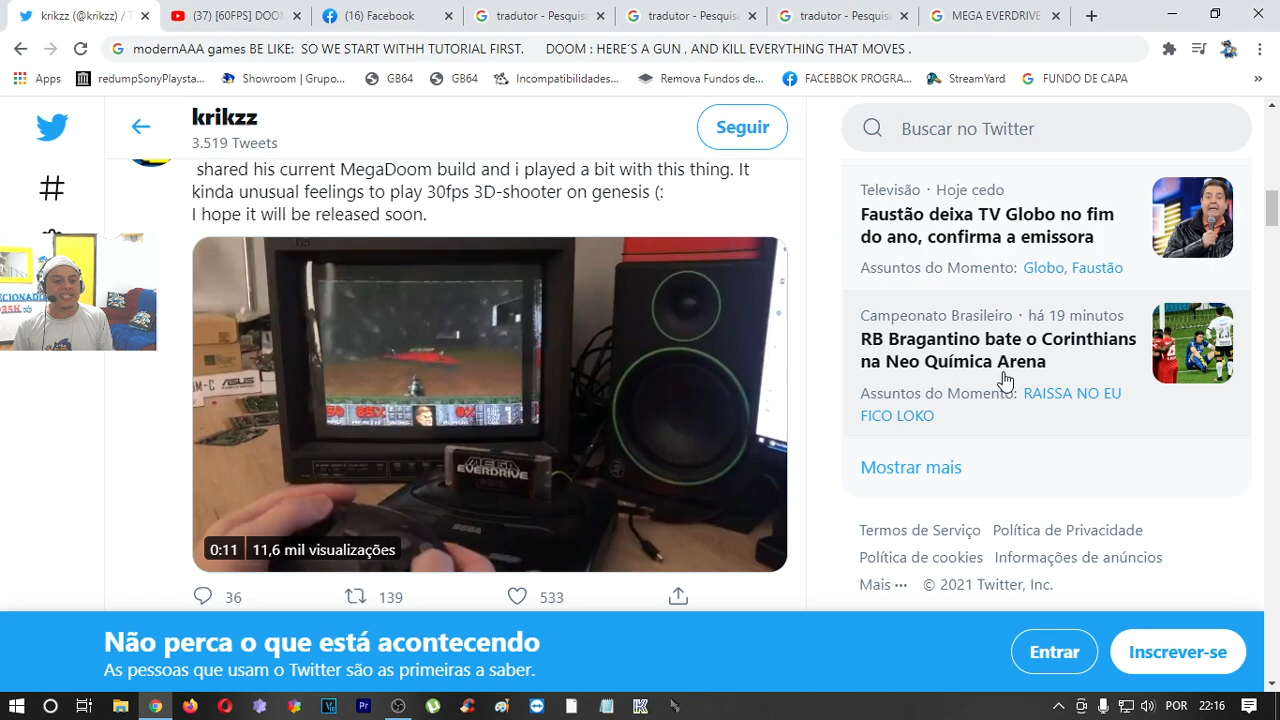 krikzz (@krikzz) / T
(37) [60FPS] DOO
(16) Facebook
tradutor - Pesquisa
tradutor - Pesquisa
tradutor - Pesquisa
MEGA EVERDRIVE
modernAAA games BE LIKE: SO WE START WITHH TUTORIAL FIRST. DOOM : HERE´S A GUN , AND KILL EVERYTHING THAT MOVES .
Apps
redumpSonyPlaysta...
Showroom | Grupo...
GB64
GB64
Incompatibilidades...
Remova Fundos de...
FACEBBOK PROGRA...
StreamYard
FUNDO DE CAPA
»
krikzz
3.519 Tweets
Seguir
shared his current MegaDoom build and i played a bit with this thing. It
kinda unusual feelings to play 30fps 3D-shooter on genesis (:
I hope it will be released soon.
ASUS
MEGA
EVERDRIVE
SEGA
0:11
11,6 mil visualizações
36
139
533
CIONADO
35K
Buscar no Twitter
Televisão · Hoje cedo
Faustão deixa TV Globo no fim
do ano, confirma a emissora
Assuntos do Momento: Globo, Faustão
Campeonato Brasileiro · há 19 minutos
RB Bragantino bate o Corinthians
na Neo Química Arena
Assuntos do Momento: RAISSA NO EU
FICO LOKO
Mostrar mais
Termos de Serviço Política de Privacidade
Política de cookies Informações de anúncios
Mais ··· © 2021 Twitter, Inc.
Não perca o que está acontecendo
As pessoas que usam o Twitter são as primeiras a saber.
Entrar
Inscrever-se
POR
22:16